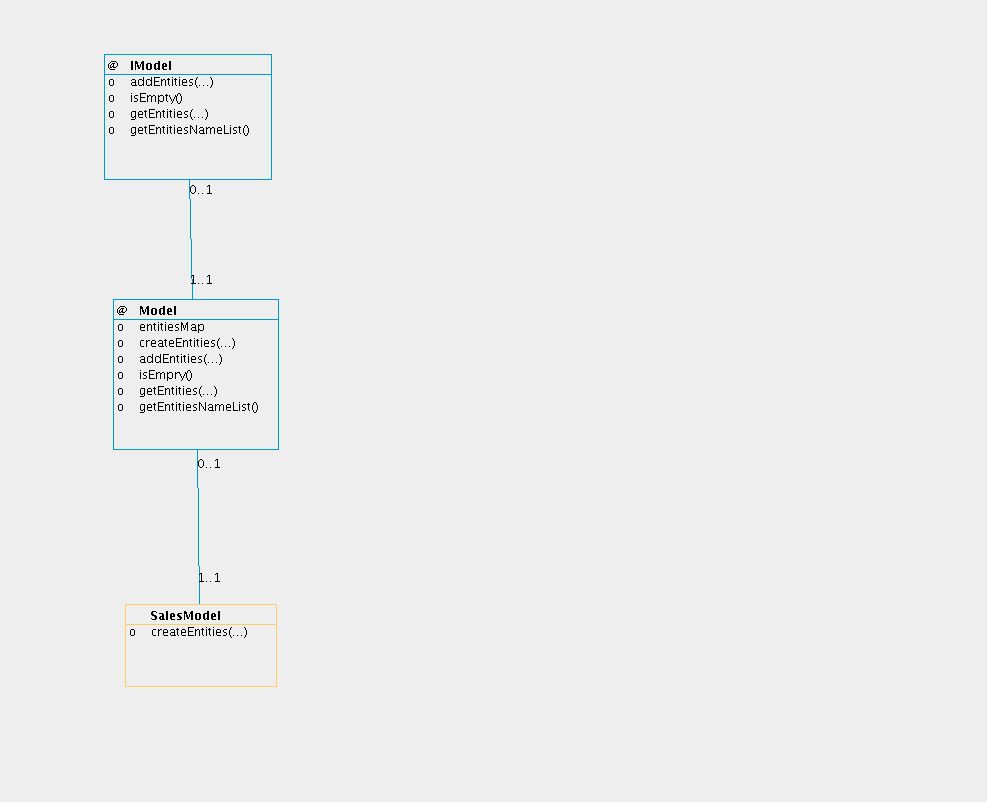 @ IModel
o addEntities(...)
o isEmpty()
o getEntities(...)
o getEntitiesNameList()
0..1
1..1
@ Model
o entitiesMap
o createEntities(...)
o addEntities(...)
o isEmpry()
o getEntities(...)
o getEntitiesNameList()
0..1
1..1
SalesModel
o createEntities(...)